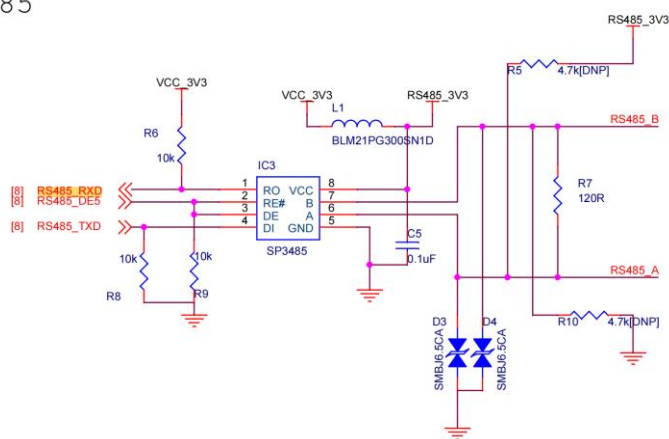 85
RS485_3V3
R5
4.7k[DNP]
VCC_3V3
VCC_3V3
L1
RS485_3V3
BLM21PG300SN1D
RS485_B
R6
10k
IC3
[8] RS485_RXD
1 RO VCC 8
[8] RS485_DE5
2 RE# B 7
3 DE A 6
[8] RS485_TXD
4 DI GND 5
SP3485
R7
120R
C5
0.1uF
10k
10k
R8
R9
RS485_A
D3
D4
SMBJ6.5CA
SMBJ6.5CA
R10
4.7k[DNP]